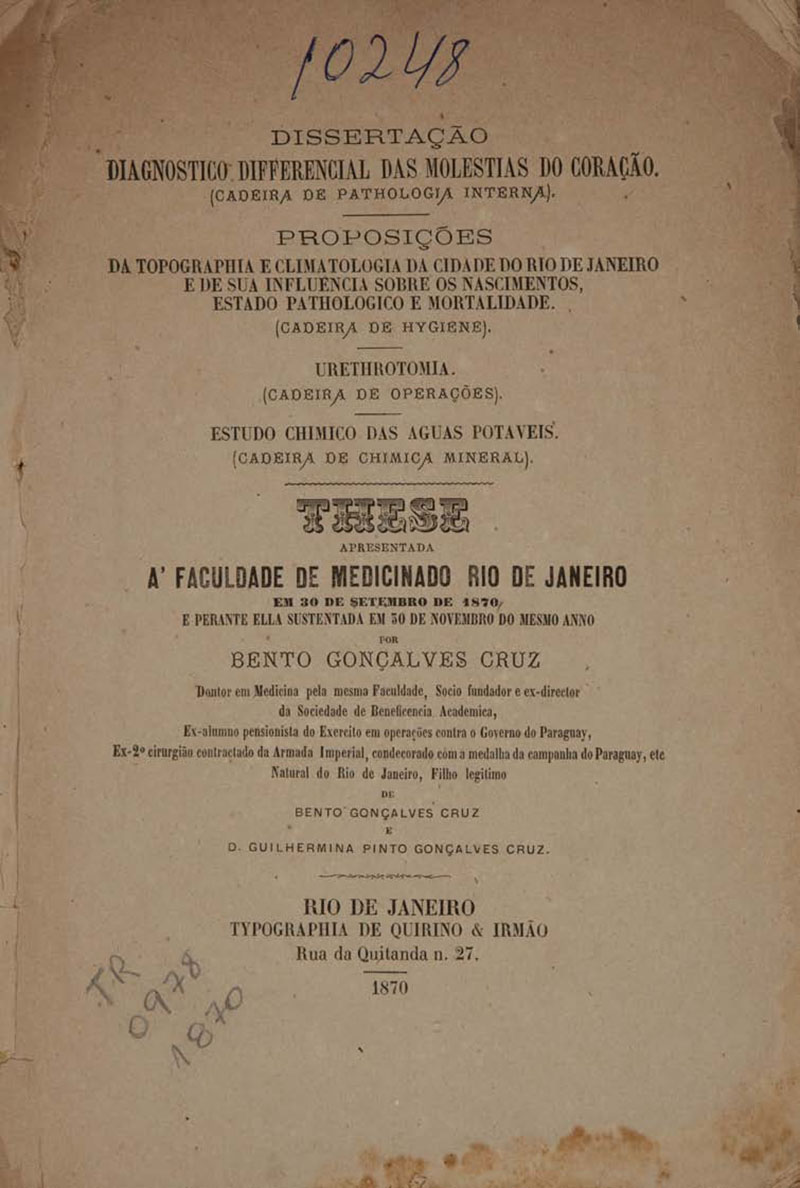 10248
DISSERTAÇÃO
DIAGNOSTICO DIFFERENCIAL DAS MOLESTIAS DO CORAÇÃO.
(CADEIRA DE PATHOLOGIA INTERNA).
PROPOSIÇÕES
DA TOPOGRAPHIA E CLIMATOLOGIA DA CIDADE DO RIO DE JANEIRO
E DE SUA INFLUENCIA SOBRE OS NASCIMENTOS,
ESTADO PATHOLOGICO E MORTALIDADE.
(CADEIRA DE HYGIENE).
URETHROTOMIA.
(CADEIRA DE OPERAÇÕES).
ESTUDO CHIMICO DAS AGUAS POTAVEIS.
(CADEIRA DE CHIMICA MINERAL).
THESE
APRESENTADA
A' FACULDADE DE MEDICINADO RIO DE JANEIRO
EM 30 DE SETEMBRO DE 1870,
E PERANTE ELLA SUSTENTADA EM 30 DE NOVEMBRO DO MESMO ANNO
POR
BENTO GONÇALVES CRUZ
Doutor em Medicina pela mesma Faculdade, Socio fundador e ex-director
da Sociedade de Beneficencia Academica,
Ex-alumno pensionista do Exercito em operações contra o Governo do Paraguay,
Ex-2º cirurgião contractado da Armada Imperial, condecorado com a medalha da campanha do Paraguay, etc
Natural do Rio de Janeiro, Filho legitimo
DE
BENTO GONÇALVES CRUZ
E
D. GUILHERMINA PINTO GONÇALVES CRUZ.
RIO DE JANEIRO
TYPOGRAPHIA DE QUIRINO & IRMÃO
Rua da Quitanda n. 27.
1870